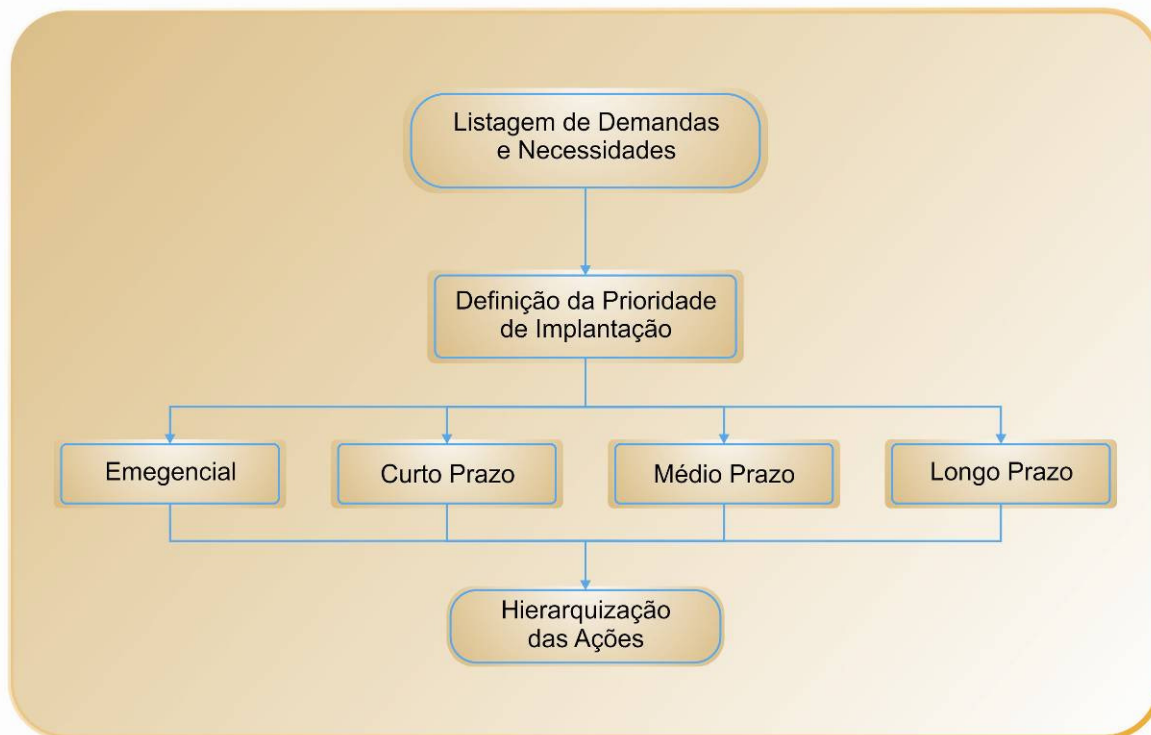 Listagem de Demandas
e Necessidades
Definição da Prioridade
de Implantação
Emegencial
Curto Prazo
Médio Prazo
Longo Prazo
Hierarquização
das Ações